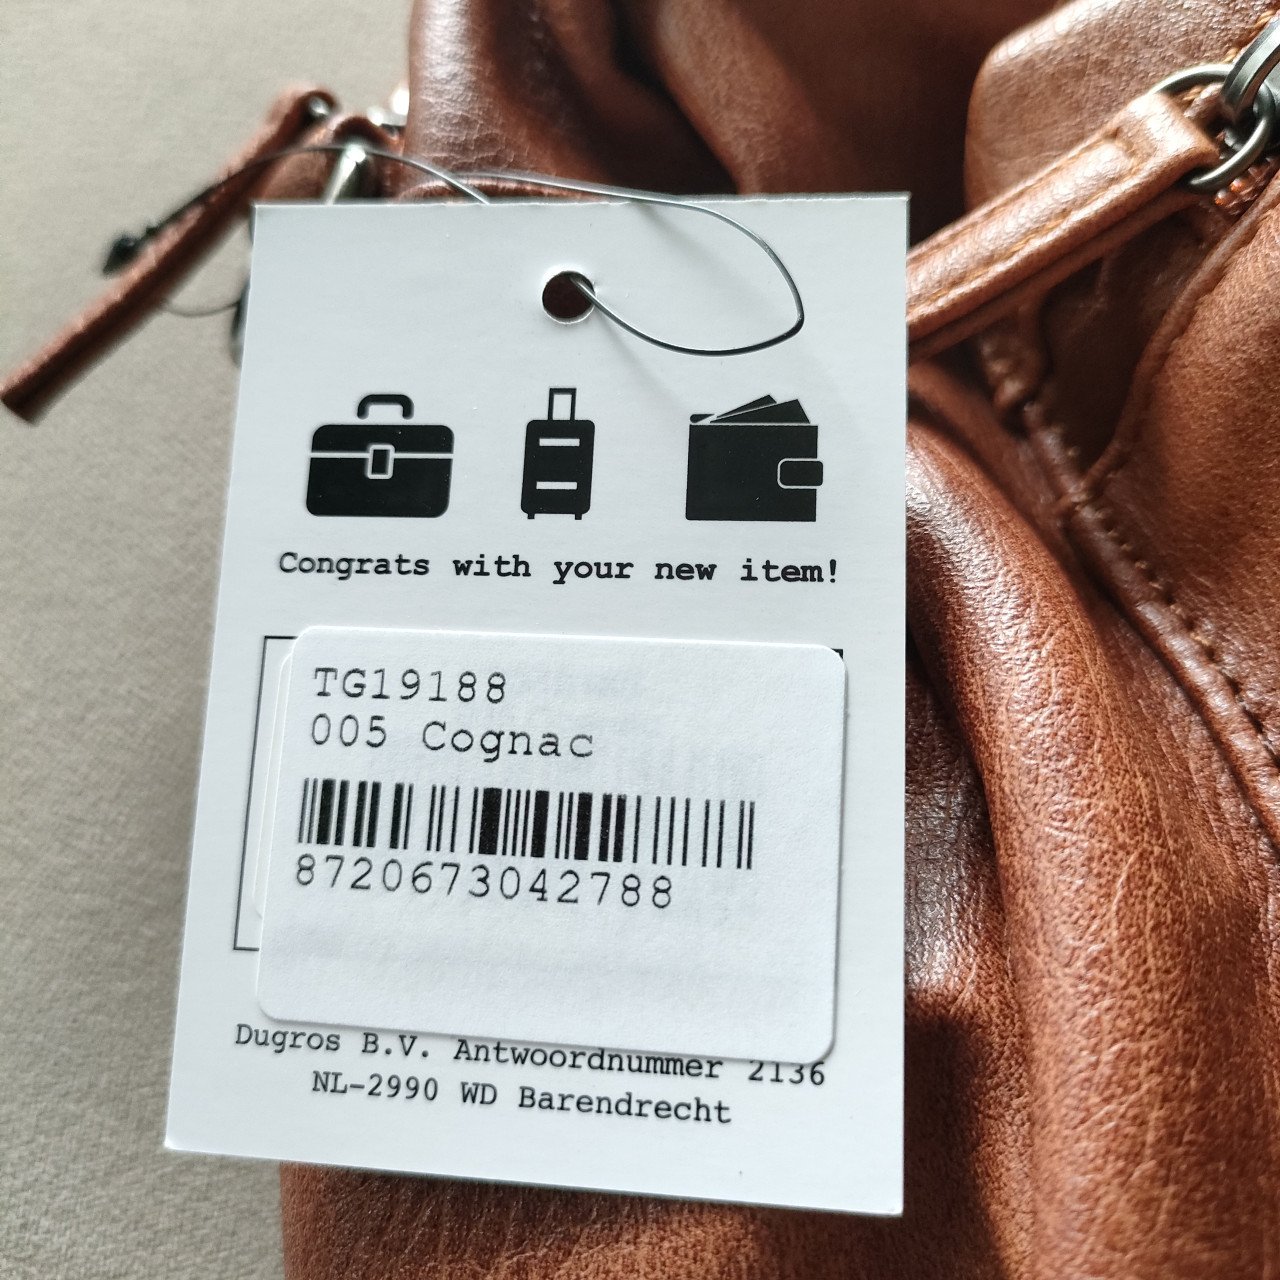 Congrats with your new item!
TG19188
005 Cognac
8720673042788
Dugros B.V. Antwoordnummer 2136
NL-2990 WD Barendrecht